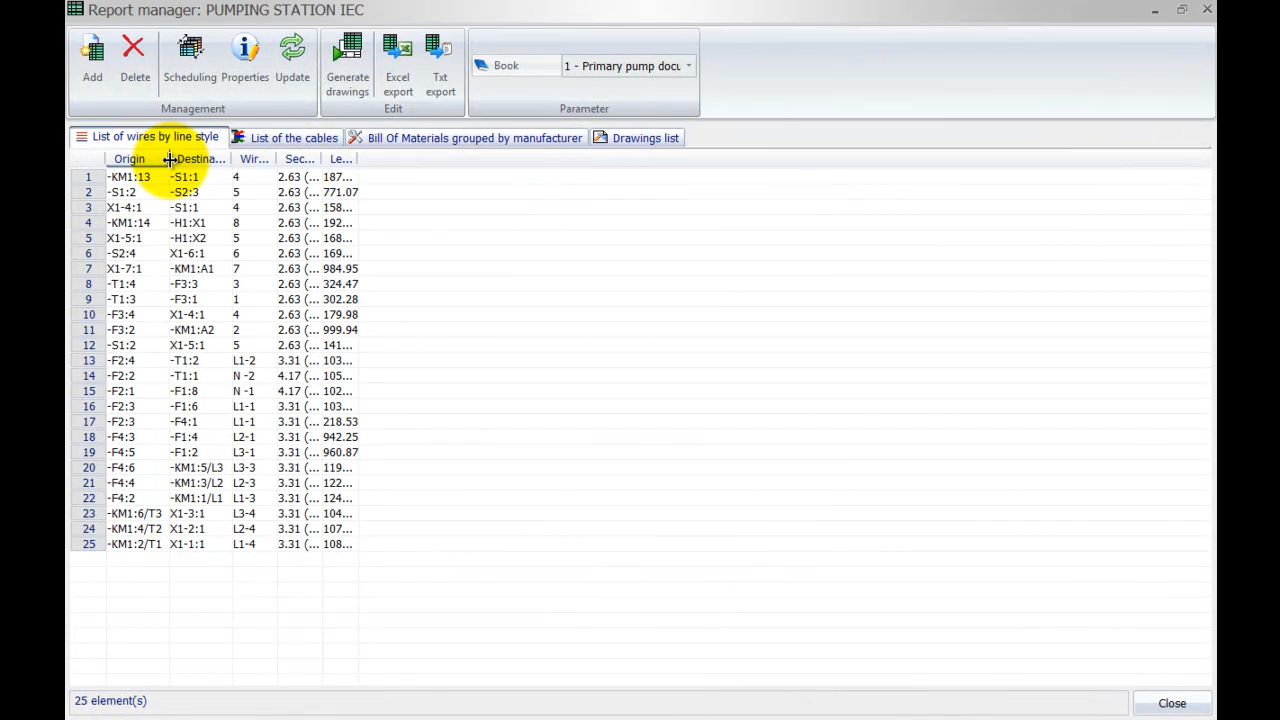 Report manager: PUMPING STATION IEC
Add Delete Scheduling Properties Update Generate drawings Excel export Txt export Book 1 - Primary pump docu
Management Edit Parameter
List of wires by line style List of the cables Bill Of Materials grouped by manufacturer Drawings list
Origin Destina... Wir... Sec... Le...
1 -KM1:13 -S1:1 4 2.63 (... 187...
2 -S1:2 -S2:3 5 2.63 (... 771.07
3 X1-4:1 -S1:1 4 2.63 (... 158...
4 -KM1:14 -H1:X1 8 2.63 (... 192...
5 X1-5:1 -H1:X2 5 2.63 (... 168...
6 -S2:4 X1-6:1 6 2.63 (... 169...
7 X1-7:1 -KM1:A1 7 2.63 (... 984.95
8 -T1:4 -F3:3 3 2.63 (... 324.47
9 -T1:3 -F3:1 1 2.63 (... 302.28
10 -F3:4 X1-4:1 4 2.63 (... 179.98
11 -F3:2 -KM1:A2 2 2.63 (... 999.94
12 -S1:2 X1-5:1 5 2.63 (... 141...
13 -F2:4 -T1:2 L1-2 3.31 (... 103...
14 -F2:2 -T1:1 N -2 4.17 (... 105...
15 -F2:1 -F1:8 N -1 4.17 (... 102...
16 -F2:3 -F1:6 L1-1 3.31 (... 103...
17 -F2:3 -F4:1 L1-1 3.31 (... 218.53
18 -F4:3 -F1:4 L2-1 3.31 (... 942.25
19 -F4:5 -F1:2 L3-1 3.31 (... 960.87
20 -F4:6 -KM1:5/L3 L3-3 3.31 (... 119...
21 -F4:4 -KM1:3/L2 L2-3 3.31 (... 122...
22 -F4:2 -KM1:1/L1 L1-3 3.31 (... 124...
23 -KM1:6/T3 X1-3:1 L3-4 3.31 (... 104...
24 -KM1:4/T2 X1-2:1 L2-4 3.31 (... 107...
25 -KM1:2/T1 X1-1:1 L1-4 3.31 (... 108...
25 element(s) Close